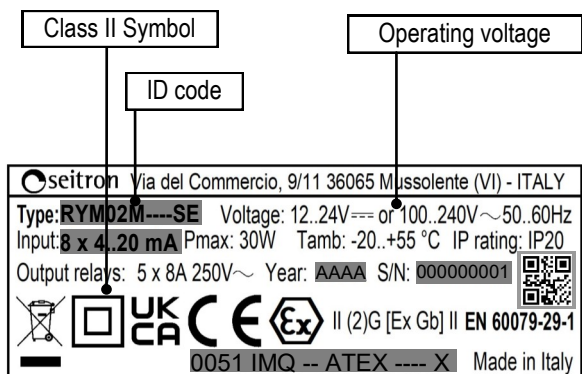 Class II Symbol
Operating voltage
ID code
seitron Via del Commercio, 9/11 36065 Mussolente (VI) - ITALY
Type: RYM02M----SE Voltage: 12..24V⎓ or 100..240V~50..60Hz
Input: 8 x 4..20 mA Pmax: 30W Tamb: -20..+55 °C IP rating: IP20
Output relays: 5 x 8A 250V~ Year: AAAA S/N: 000000001
UK CA CE Ex II (2)G [Ex Gb] II EN 60079-29-1
0051 IMQ -- ATEX ---- X Made in Italy